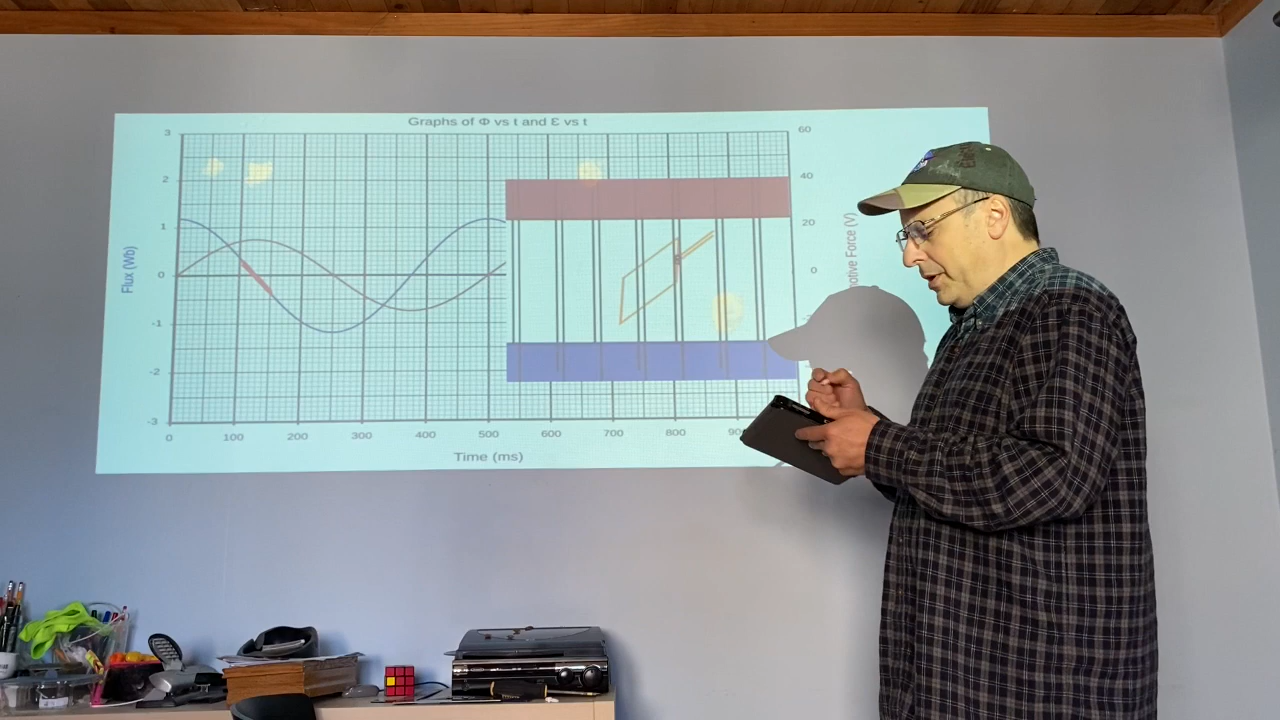 Graphs of Φ vs t and Ɛ vs t
3
2
1
0
-1
-2
-3
Flux (Wb)
0 100 200 300 400 500 600 700 800
Time (ms)
60
40
20
0
Force (V)